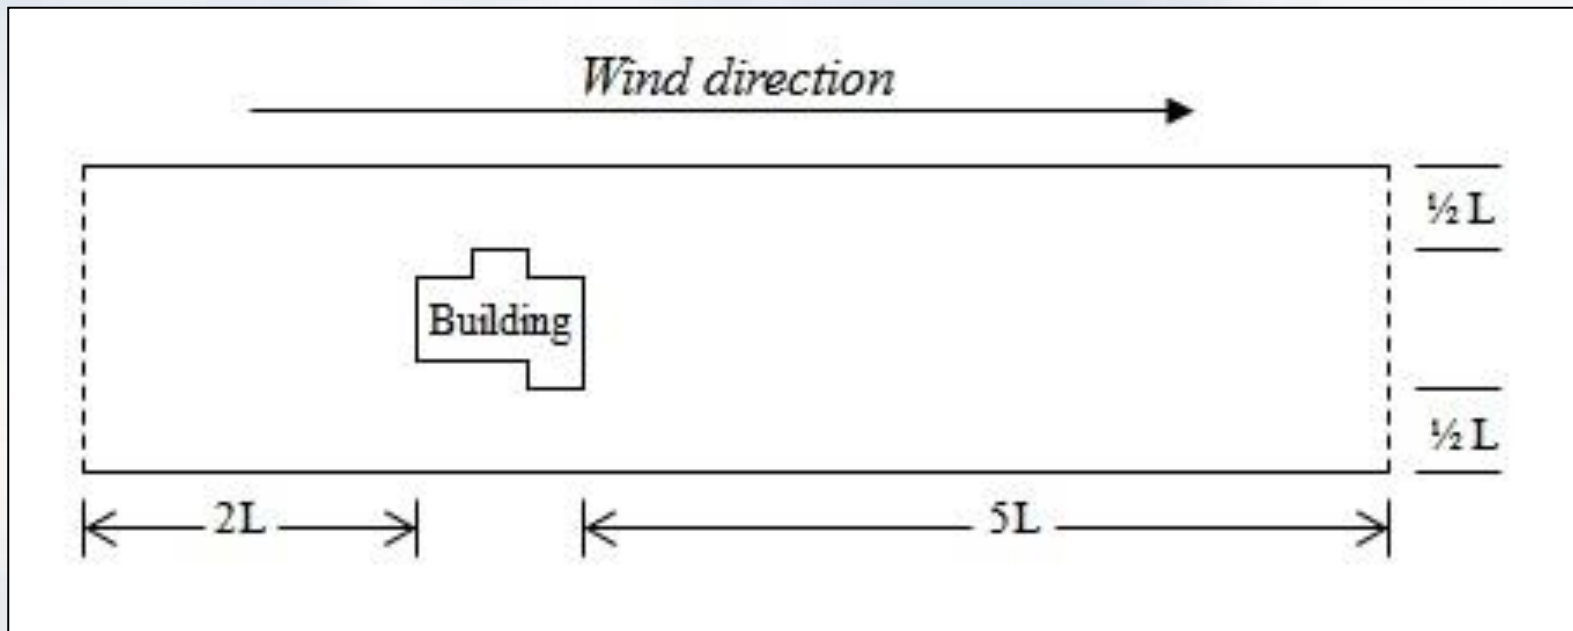 Wind direction
½ L
Building
½ L
2L
5L